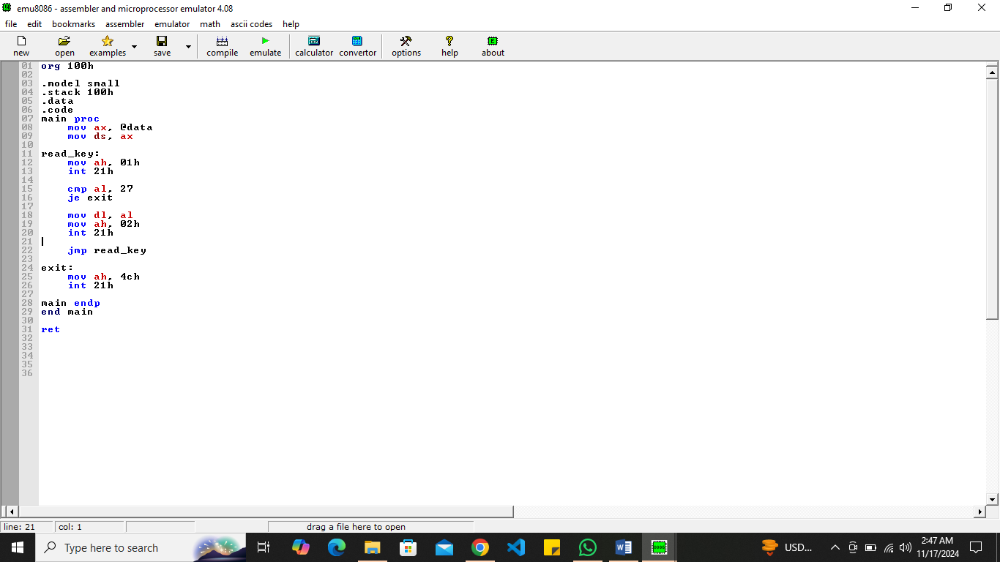 emu8086 - assembler and microprocessor emulator 4.08
file edit bookmarks assembler emulator math ascii codes help
new open examples save compile emulate calculator convertor options help about
01 org 100h
02
03 .model small
04 .stack 100h
05 .data
06 .code
07 main proc
08 mov ax, @data
09 mov ds, ax
10
11 read_key:
12 mov ah, 01h
13 int 21h
14
15 cmp al, 27
16 je exit
17
18 mov dl, al
19 mov ah, 02h
20 int 21h
21
22 jmp read_key
23
24 exit:
25 mov ah, 4ch
26 int 21h
27
28 main endp
29 end main
30
31 ret
32
33
34
35
36
line: 21 col: 1 drag a file here to open
Type here to search USD... 2:47 AM
11/17/2024
8086